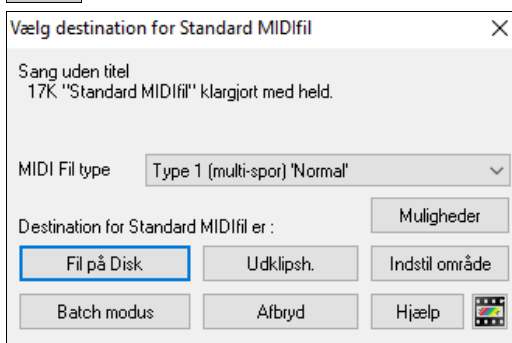 Vælg destination for Standard MIDIfil
Sang uden titel
17K "Standard MIDIfil" klargjort med held.
MIDI Fil type
Type 1 (multi-spor) 'Normal'
Muligheder
Destination for Standard MIDIfil er :
Fil på Disk
Udklipsh.
Indstil område
Batch modus
Afbryd
Hjælp